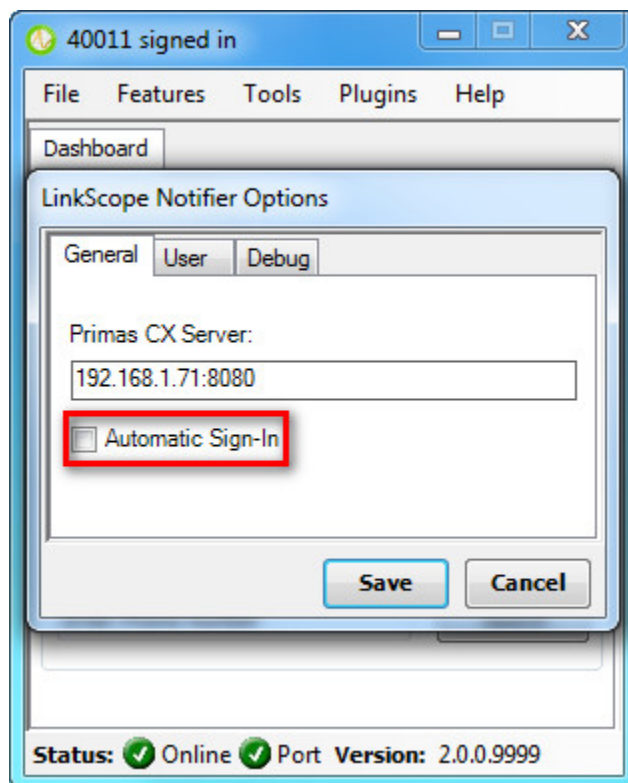 40011 signed in
File Features Tools Plugins Help
Dashboard
LinkScope Notifier Options
General User Debug
Primas CX Server:
192.168.1.71:8080
Automatic Sign-In
Save Cancel
Status: Online Port Version: 2.0.0.9999